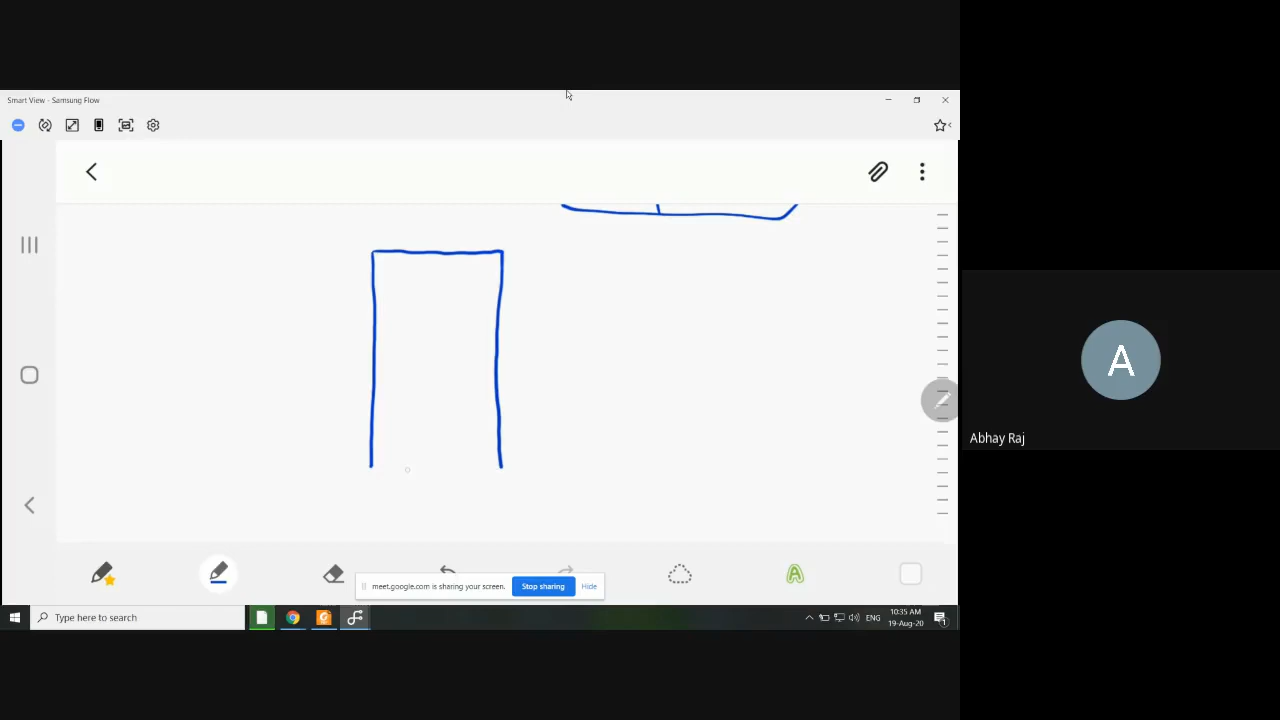 Smart View - Samsung Flow
A
A
Abhay Raj
meet.google.com is sharing your screen.
Stop sharing
Hide
Type here to search
ENG
10:35 AM
19-Aug-20
1